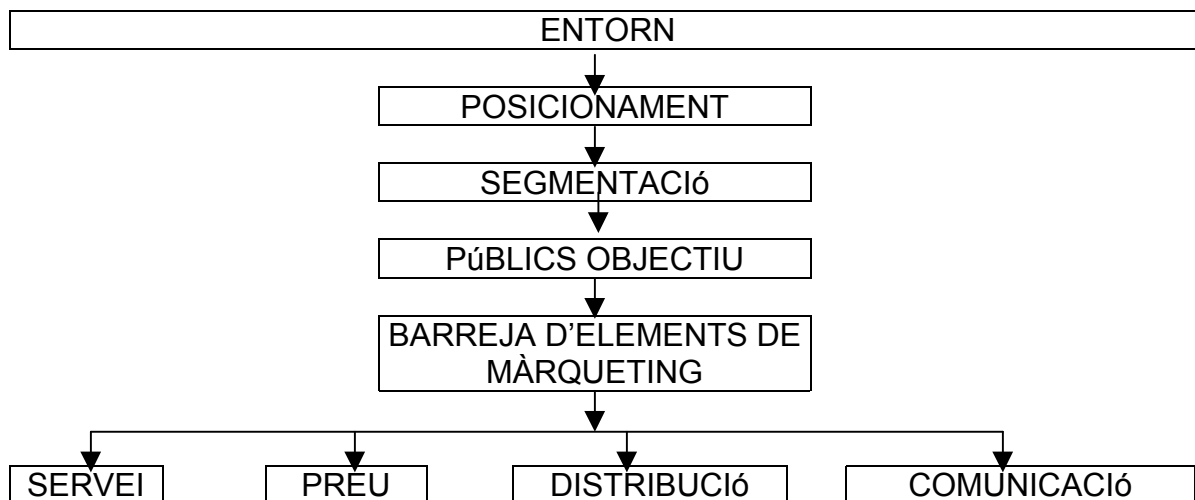 ENTORN
POSICIONAMENT
SEGMENTACIó
PúBLICS OBJECTIU
BARREJA D’ELEMENTS DE
MÀRQUETING
SERVEI PREU DISTRIBUCIó COMUNICACIó